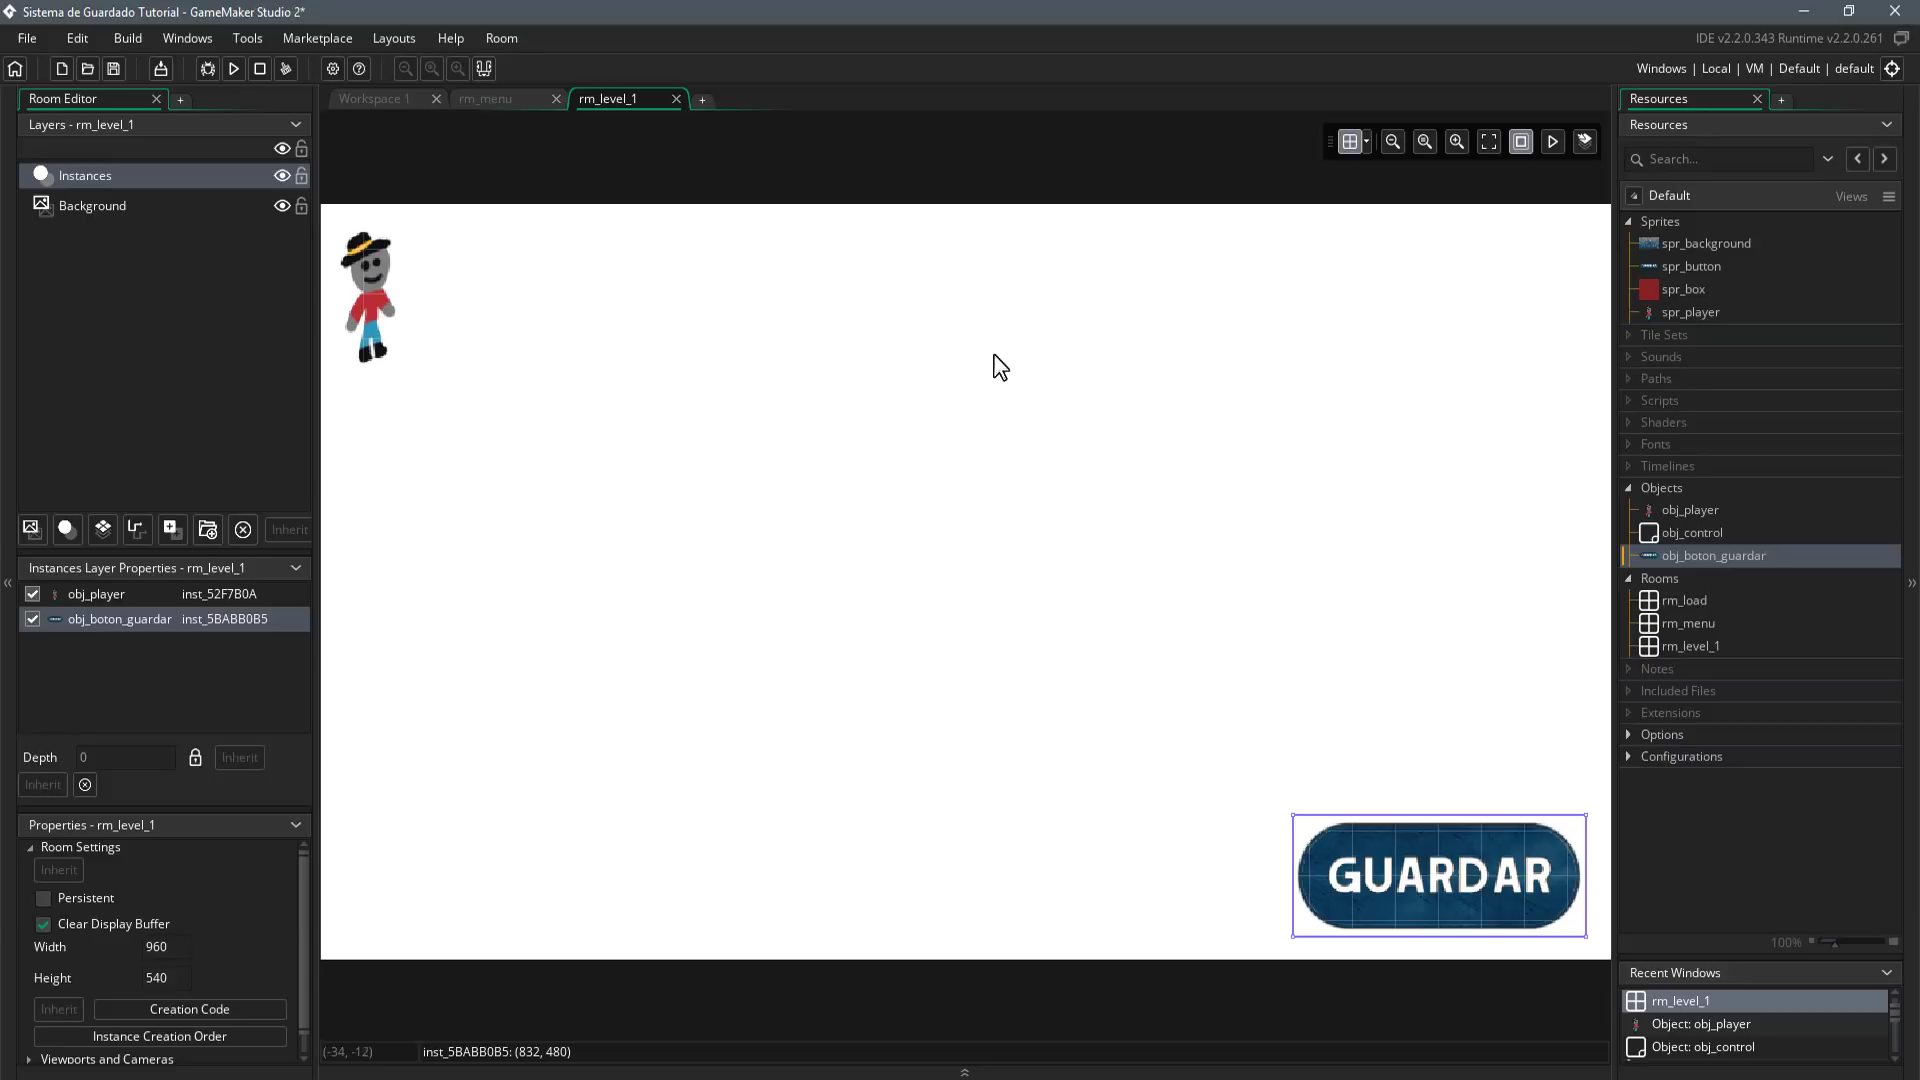 Sistema de Guardado Tutorial - GameMaker Studio 2*
File Edit Build Windows Tools Marketplace Layouts Help Room
IDE v2.2.0.343 Runtime v2.2.0.261
Windows | Local | VM | Default | default
Room Editor
Workspace 1
rm_menu
rm_level_1
Resources
Layers - rm_level_1
Resources
Search...
Instances
Background
Default
Views
Sprites
spr_background
spr_button
spr_box
spr_player
Tile Sets
Sounds
Paths
Scripts
Shaders
Fonts
Timelines
Objects
obj_player
obj_control
obj_boton_guardar
Rooms
rm_load
rm_menu
rm_level_1
Notes
Included Files
Extensions
Options
Configurations
100%
Inherit
Instances Layer Properties - rm_level_1
obj_player inst_52F7B0A
obj_boton_guardar inst_5BABB0B5
Depth 0 Inherit
Inherit
Properties - rm_level_1
Room Settings
Inherit
Persistent
Clear Display Buffer
Width 960
Height 540
Inherit Creation Code
Instance Creation Order
Viewports and Cameras
GUARDAR
(-34, -12) inst_5BABB0B5: (832, 480)
Recent Windows
rm_level_1
Object: obj_player
Object: obj_control